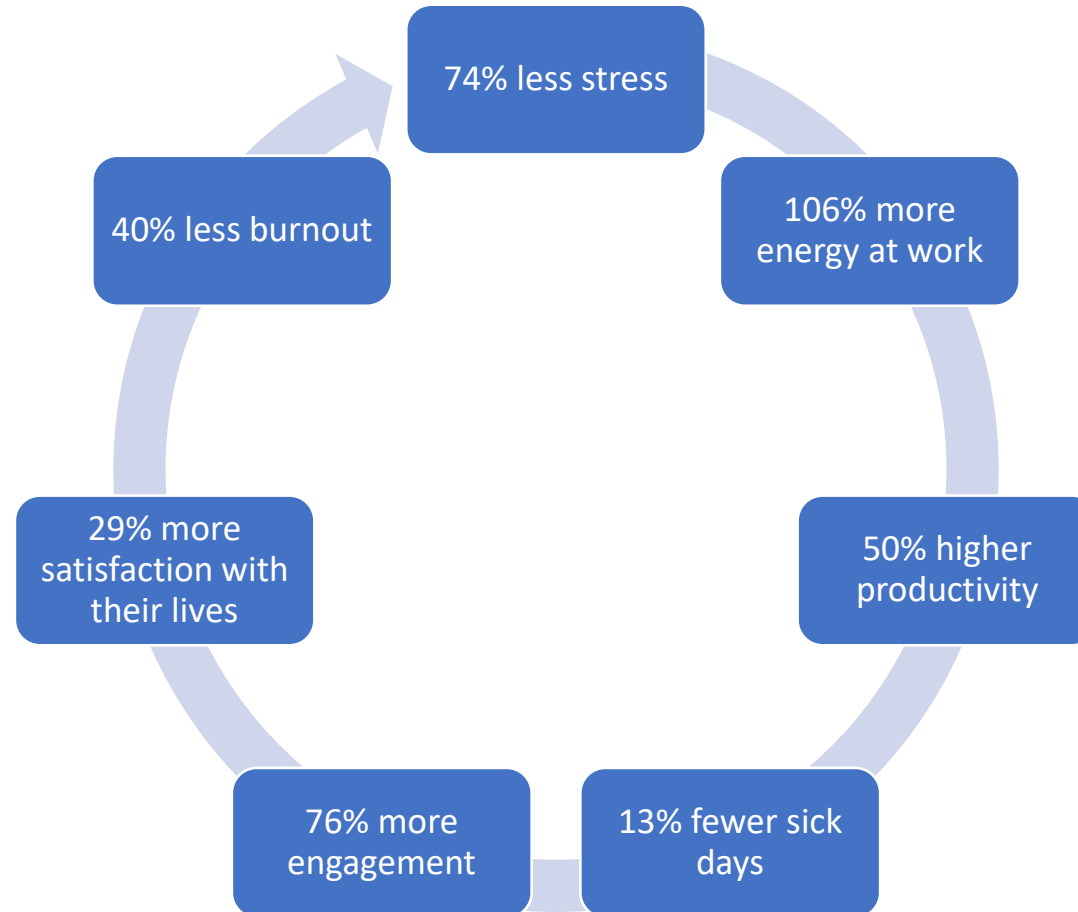 74% less stress
106% more
energy at work
50% higher
productivity
13% fewer sick
days
76% more
engagement
29% more
satisfaction with
their lives
40% less burnout